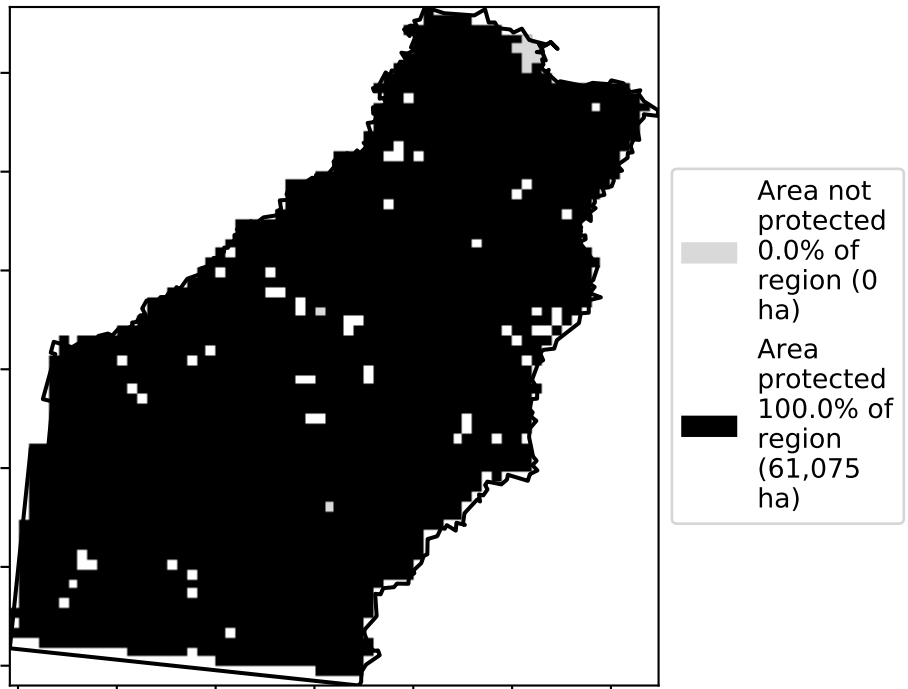 Area not
protected
0.0% of
region (0
ha)
Area
protected
100.0% of
region
(61,075
ha)